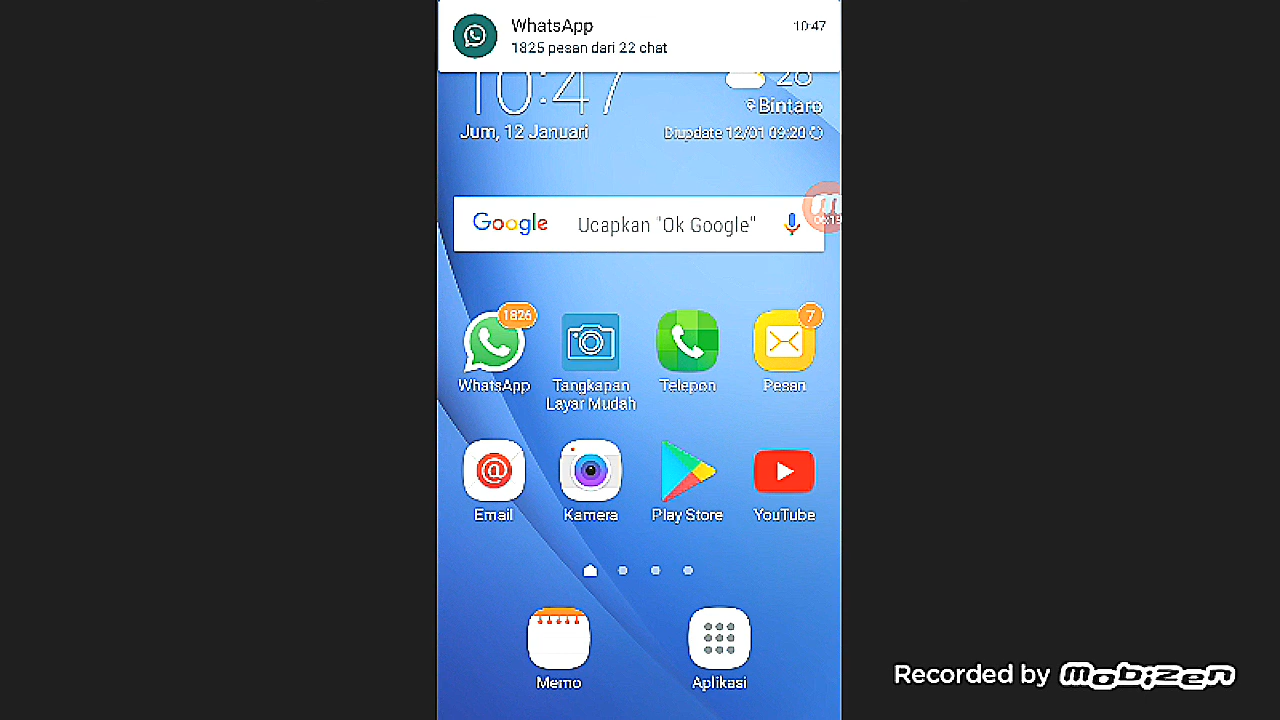 WhatsApp
10:47
1825 pesan dari 22 chat
10:47
Bintaro
Jum, 12 Januari
Diupdate 12/01 09:20
Google
Ucapkan "Ok Google"
1826
7
WhatsApp
Tangkapan
Layar Mudah
Telepon
Pesan
Email
Kamera
Play Store
YouTube
Memo
Aplikasi
Recorded by mobizen